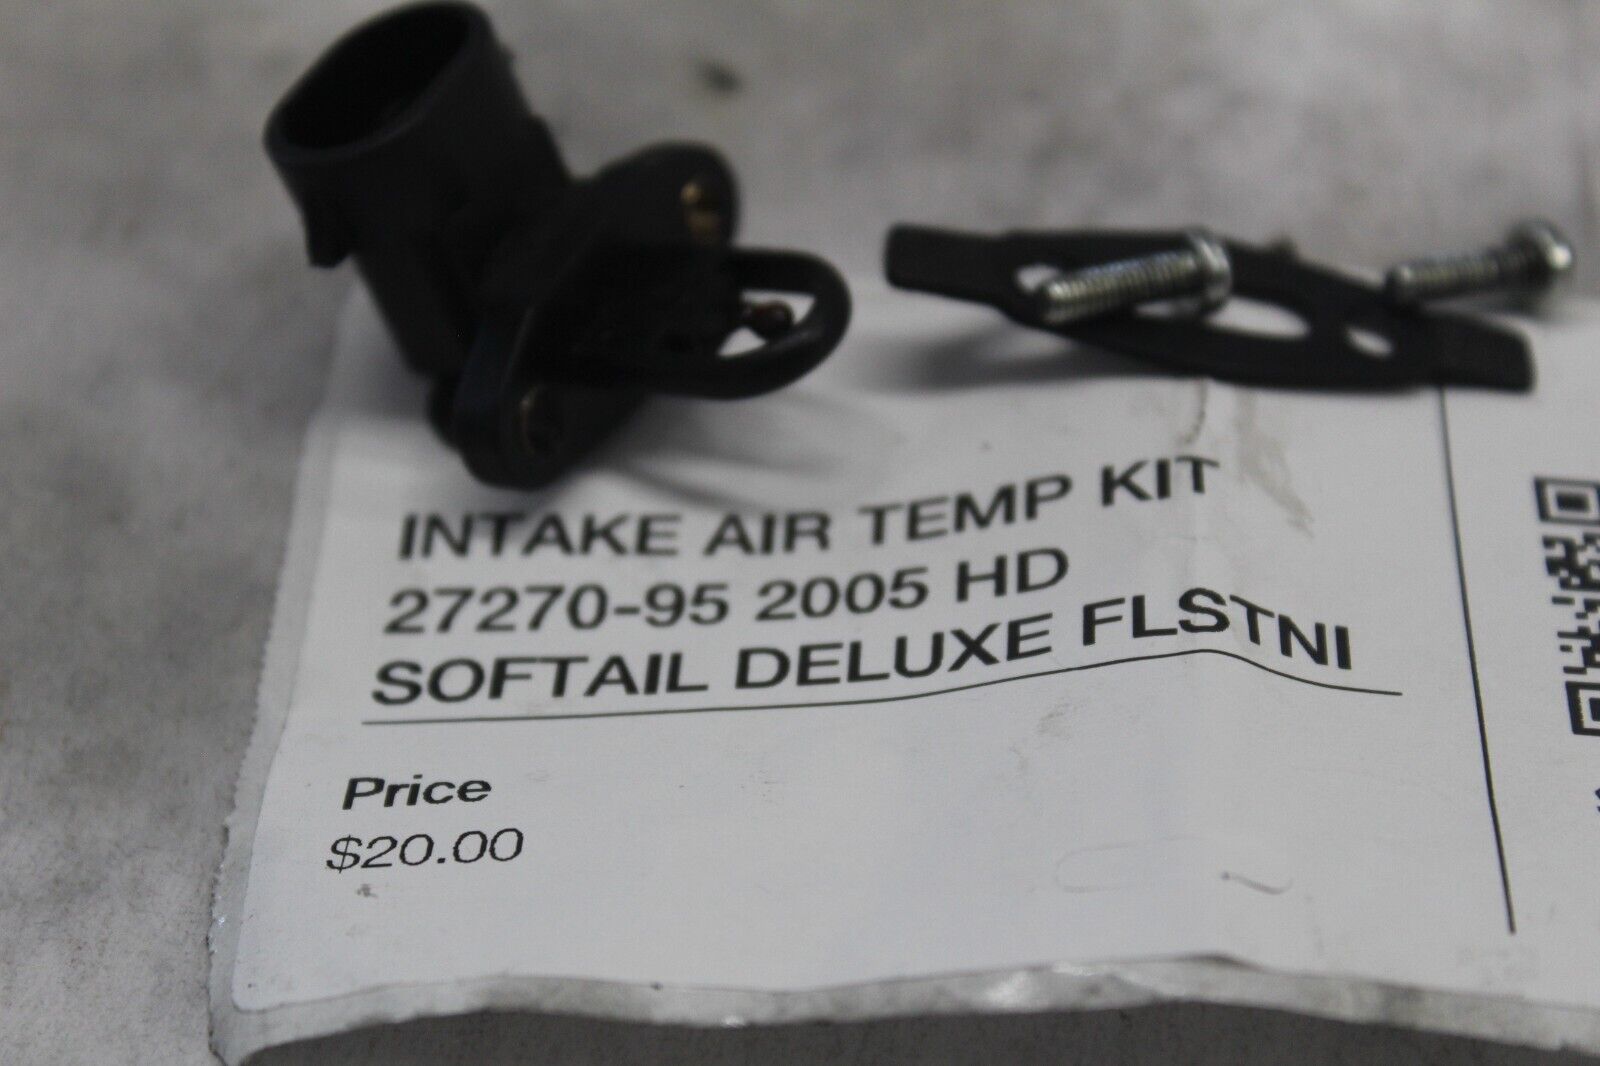 INTAKE AIR TEMP KIT
27270-95 2005 HD
SOFTAIL DELUXE FLSTNI
Price
$20.00